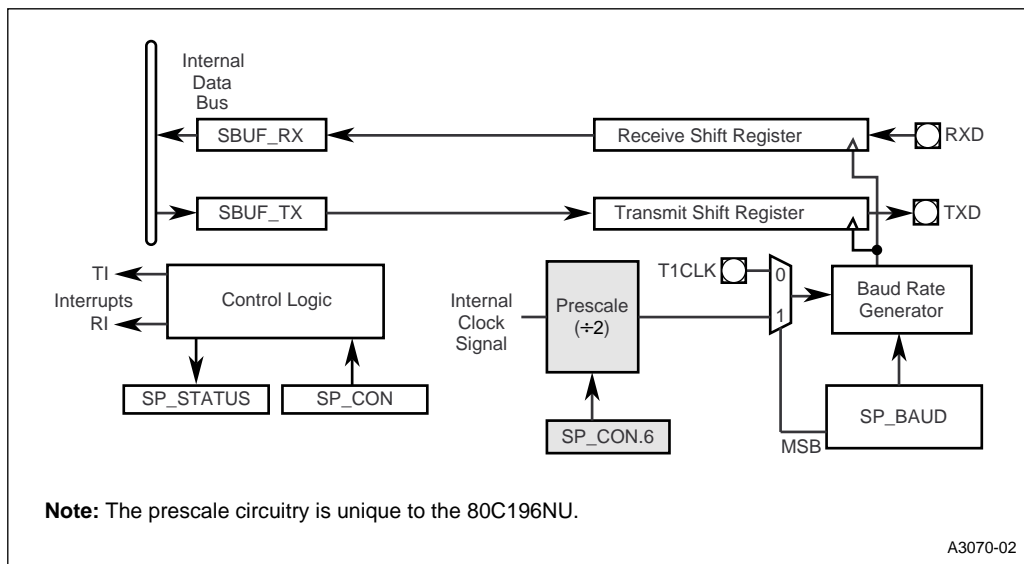 Internal
Data
Bus
SBUF_RX
Receive Shift Register
RXD
SBUF_TX
Transmit Shift Register
TXD
TI
Interrupts
RI
Control Logic
SP_STATUS
SP_CON
Internal
Clock
Signal
Prescale
(÷2)
SP_CON.6
T1CLK
0
1
MSB
Baud Rate
Generator
SP_BAUD
Note: The prescale circuitry is unique to the 80C196NU.
A3070-02